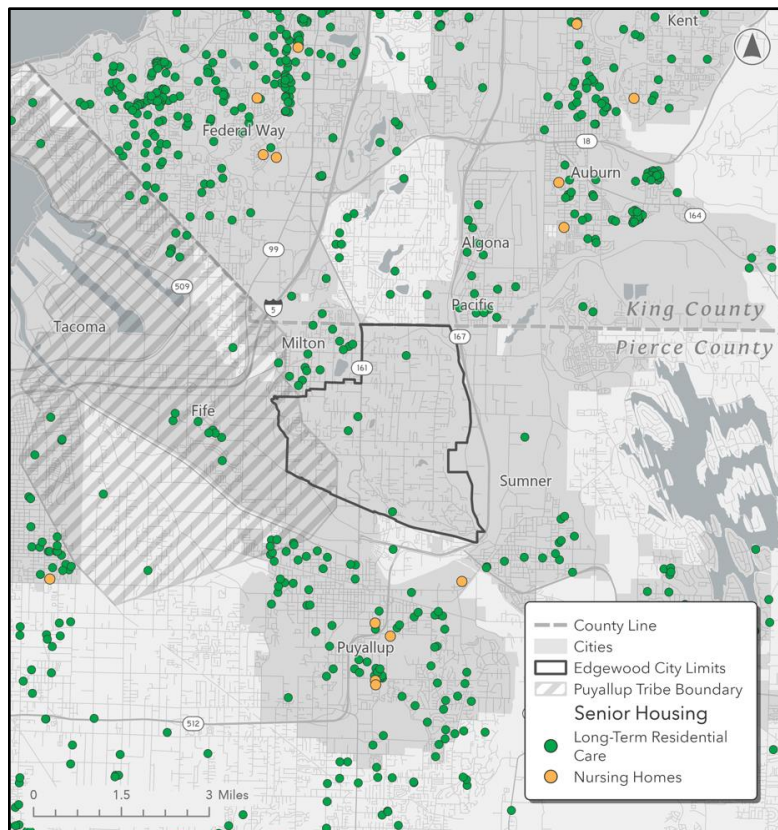 Kent
Federal Way
18
Auburn
164
99
Algona
509
5
Pacific
King County
Tacoma
Milton
167
Pierce County
161
Fife
Sumner
Puyallup
512
0 1.5 3 Miles
County Line
Cities
Edgewood City Limits
Puyallup Tribe Boundary
Senior Housing
Long-Term Residential
Care
Nursing Homes